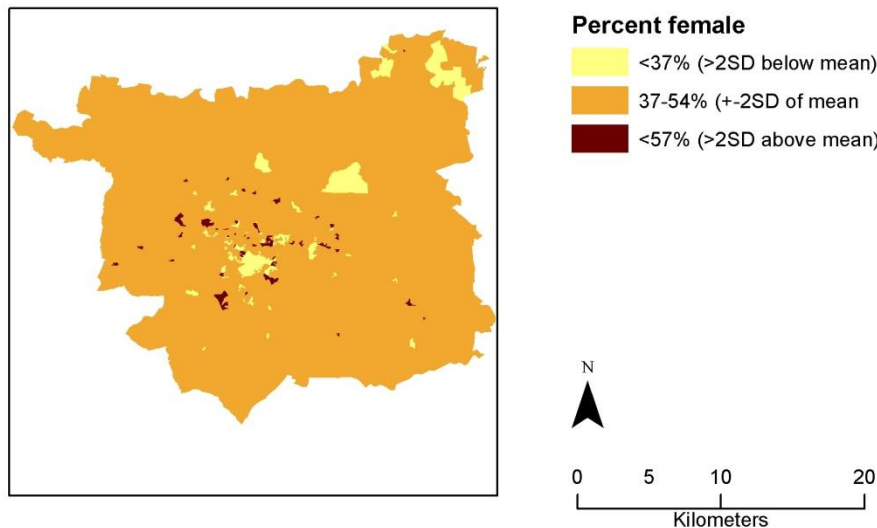 Percent female
<37% (>2SD below mean)
37-54% (+-2SD of mean
<57% (>2SD above mean)
N
0 5 10 20
Kilometers